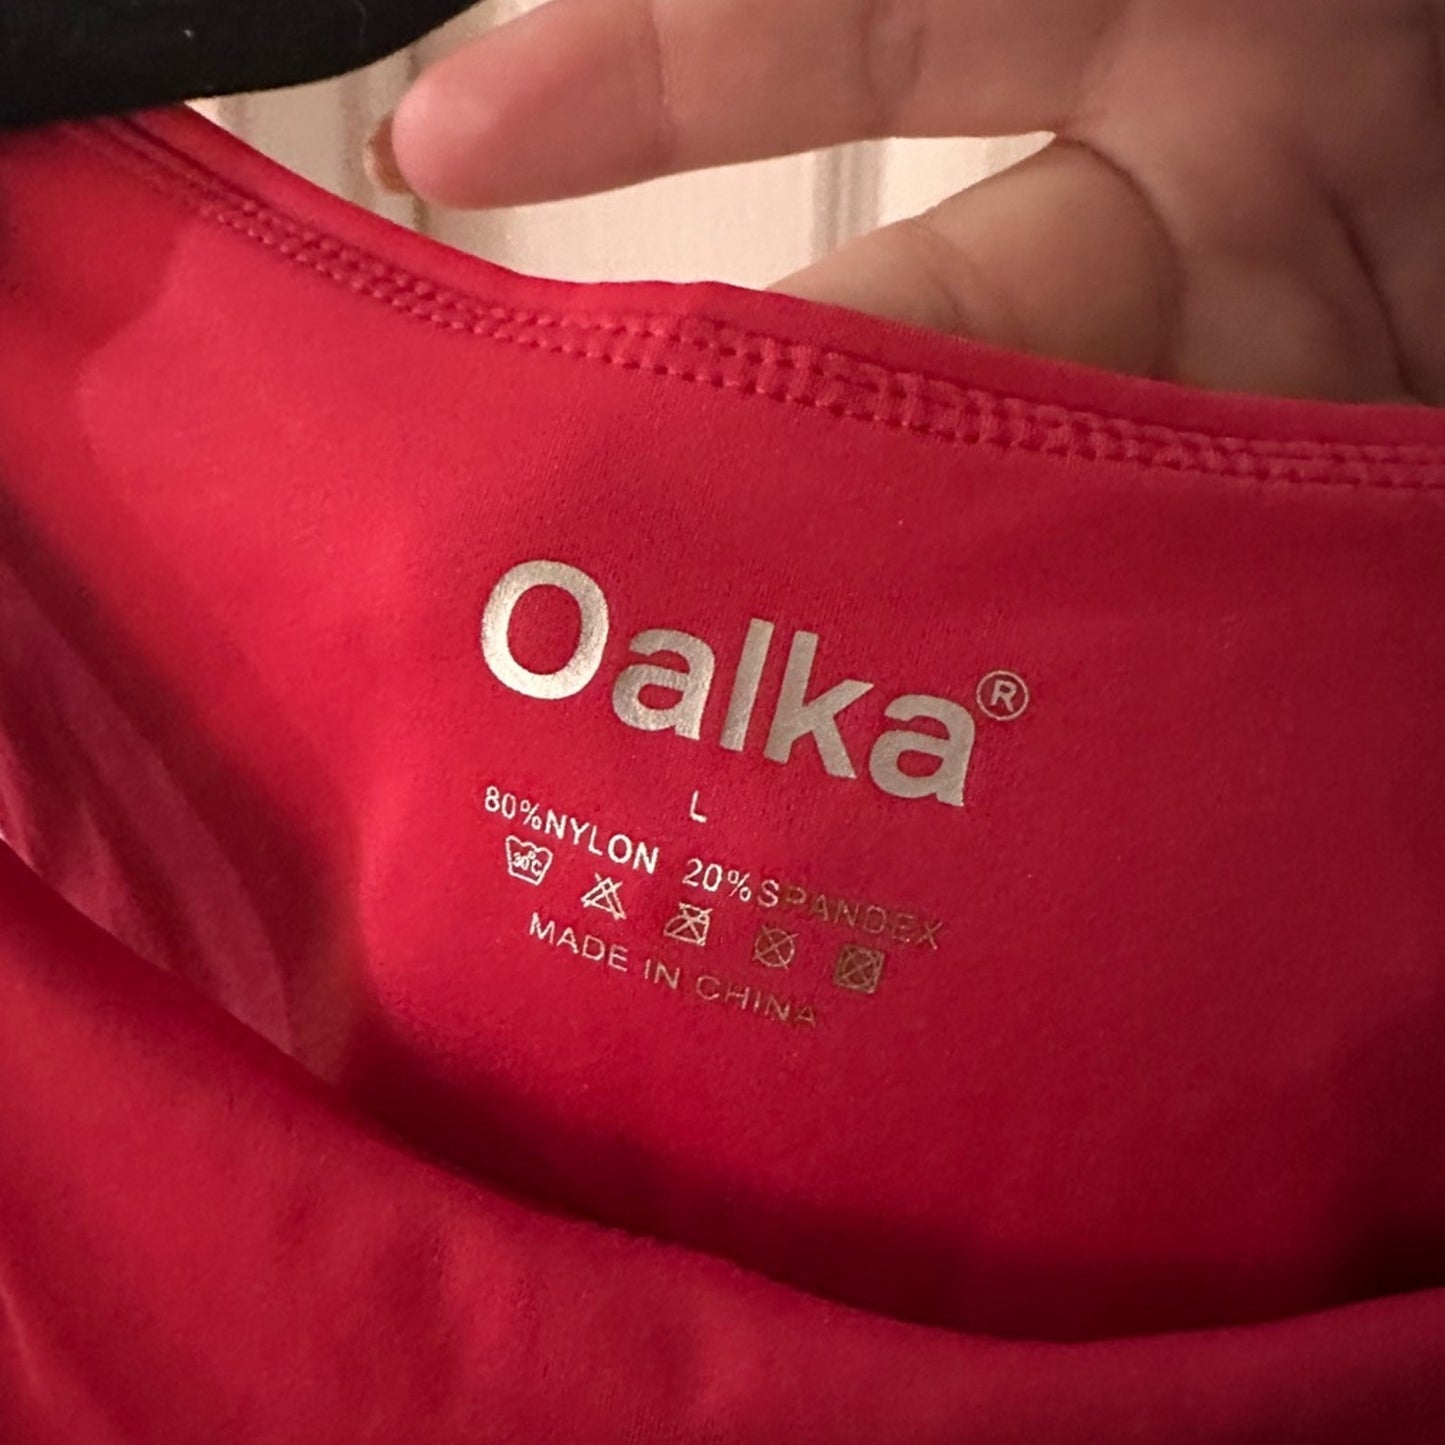 Oalka®
L
80%NYLON 20%SPANDEX
30°C
MADE IN CHINA